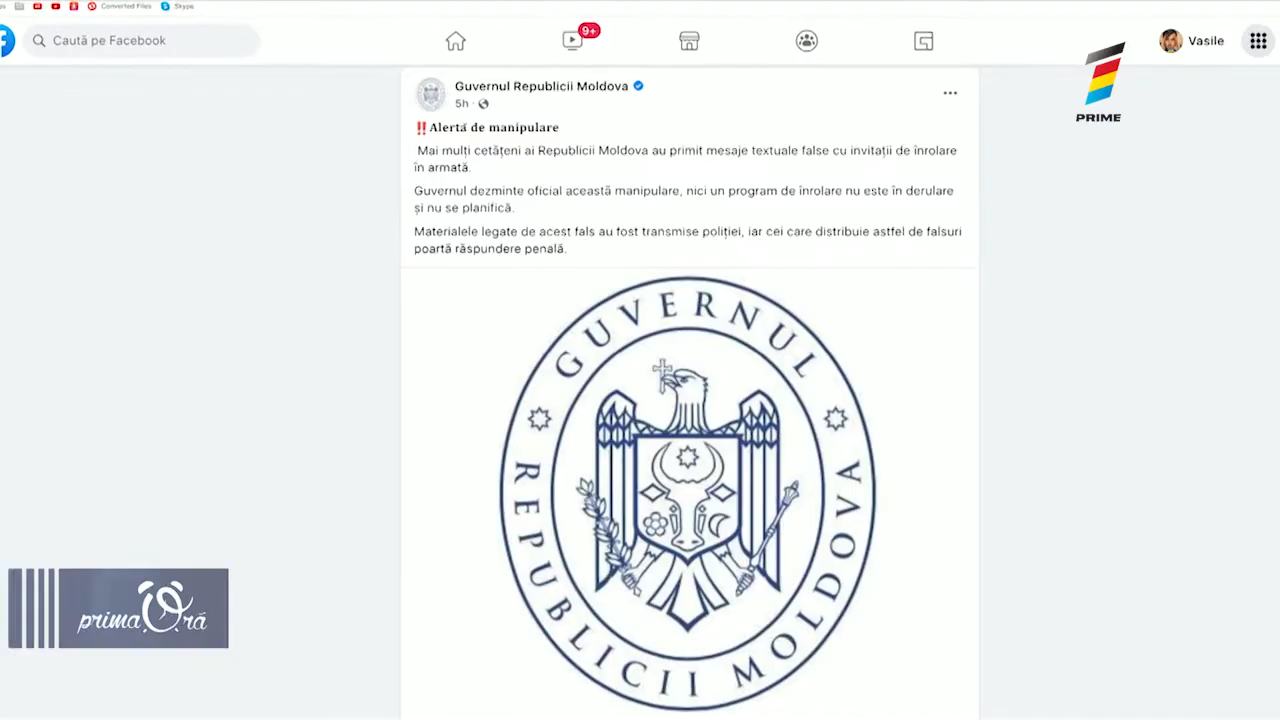 Converted Files
Skype
Caută pe Facebook
9+
Vasile
PRIME
Guvernul Republicii Moldova
5h
‼️Alertă de manipulare
Mai mulți cetățeni ai Republicii Moldova au primit mesaje textuale false cu invitații de înrolare
în armată.
Guvernul dezminte oficial această manipulare, nici un program de înrolare nu este în derulare
și nu se planifică.
Materialele legate de acest fals au fost transmise poliției, iar cei care distribuie astfel de falsuri
poartă răspundere penală.
GUVERNUL
REPUBLICII MOLDOVA
prima Oră